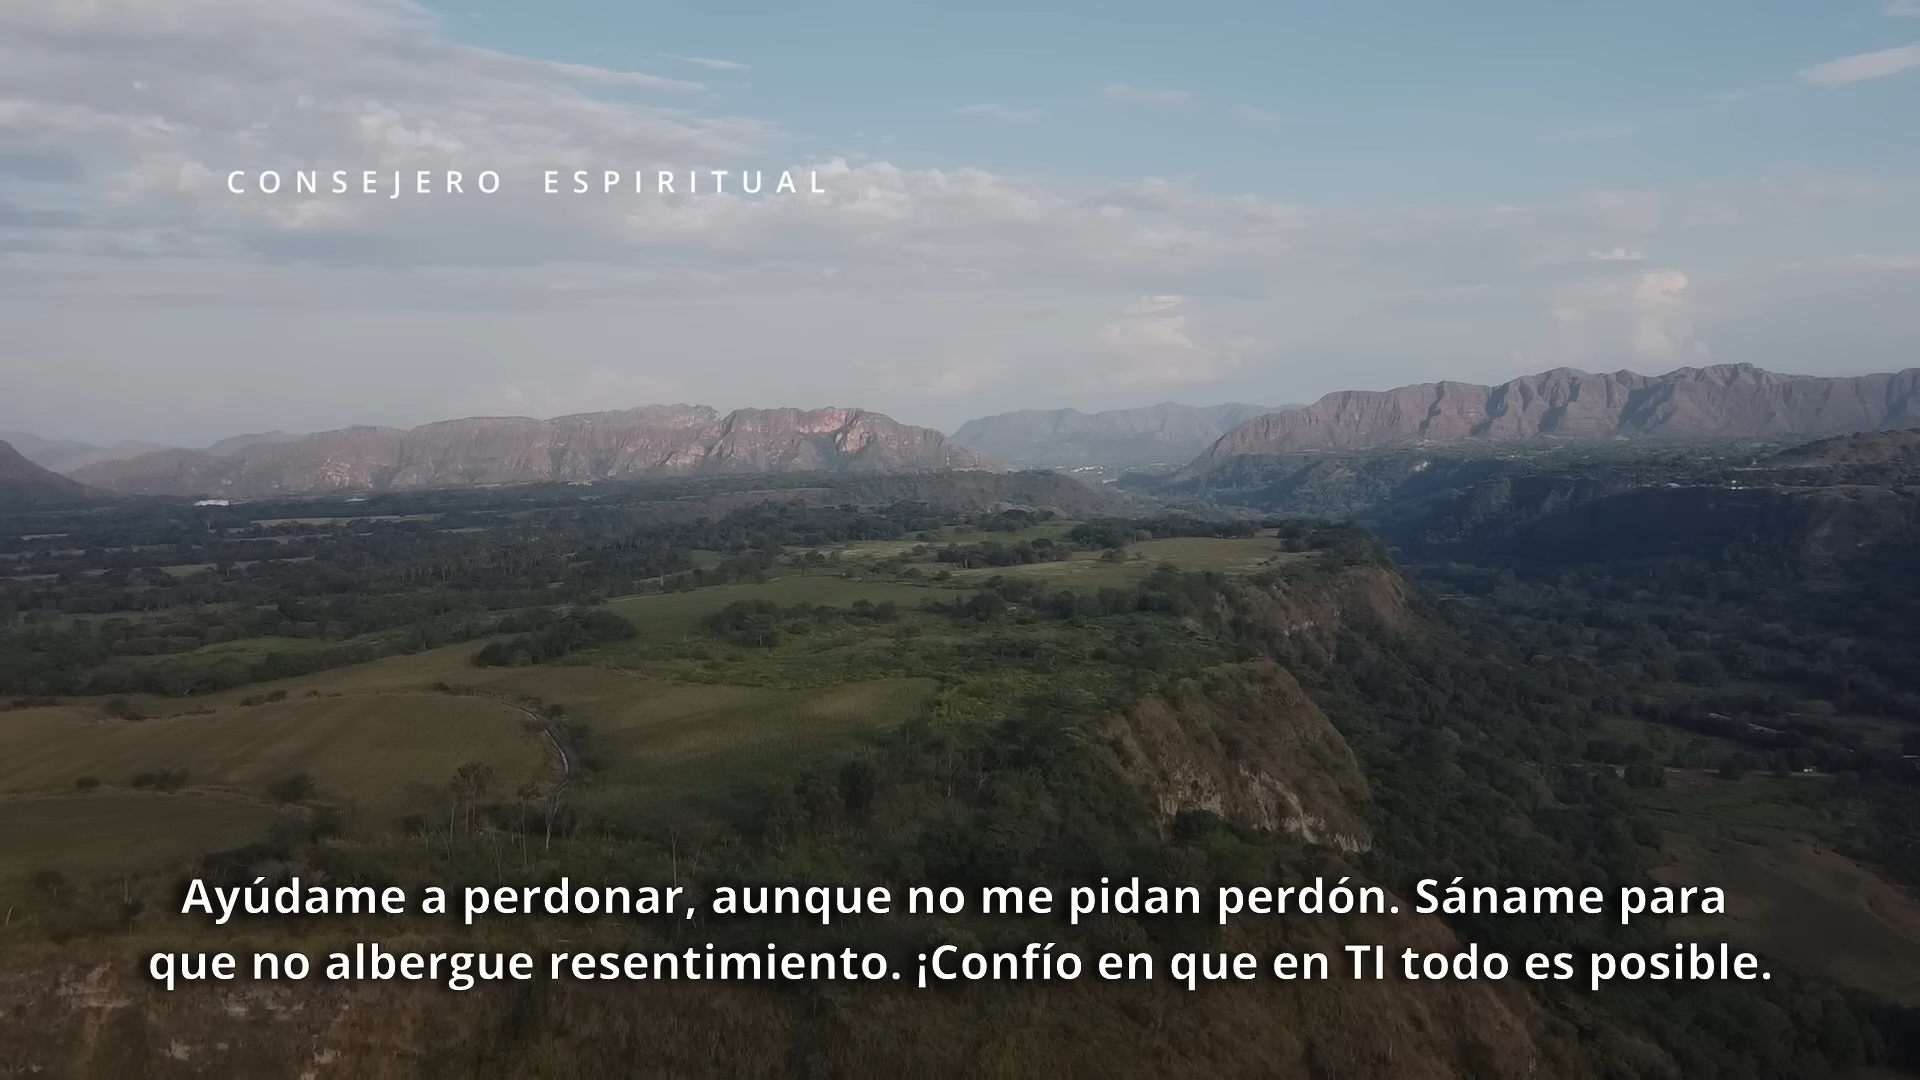 CONSEJERO ESPIRITUAL
Ayúdame a perdonar, aunque no me pidan perdón. Sáname para
que no albergue resentimiento. ¡Confío en que en TI todo es posible.